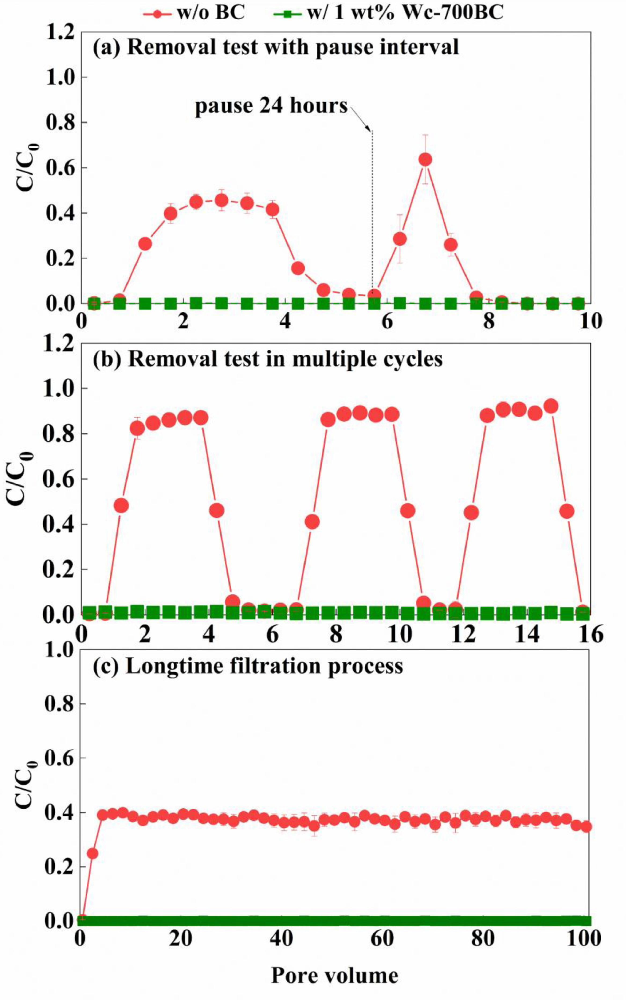 w/o BC w/ 1 wt% Wc-700BC
(a) Removal test with pause interval
pause 24 hours
C/C0
1.2
1.0
0.8
0.6
0.4
0.2
0.0
0 2 4 6 8 10
(b) Removal test in multiple cycles
C/C0
1.2
1.0
0.8
0.6
0.4
0.2
0.0
0 2 4 6 8 10 12 14 16
(c) Longtime filtration process
C/C0
1.0
0.8
0.6
0.4
0.2
0.0
0 20 40 60 80 100
Pore volume